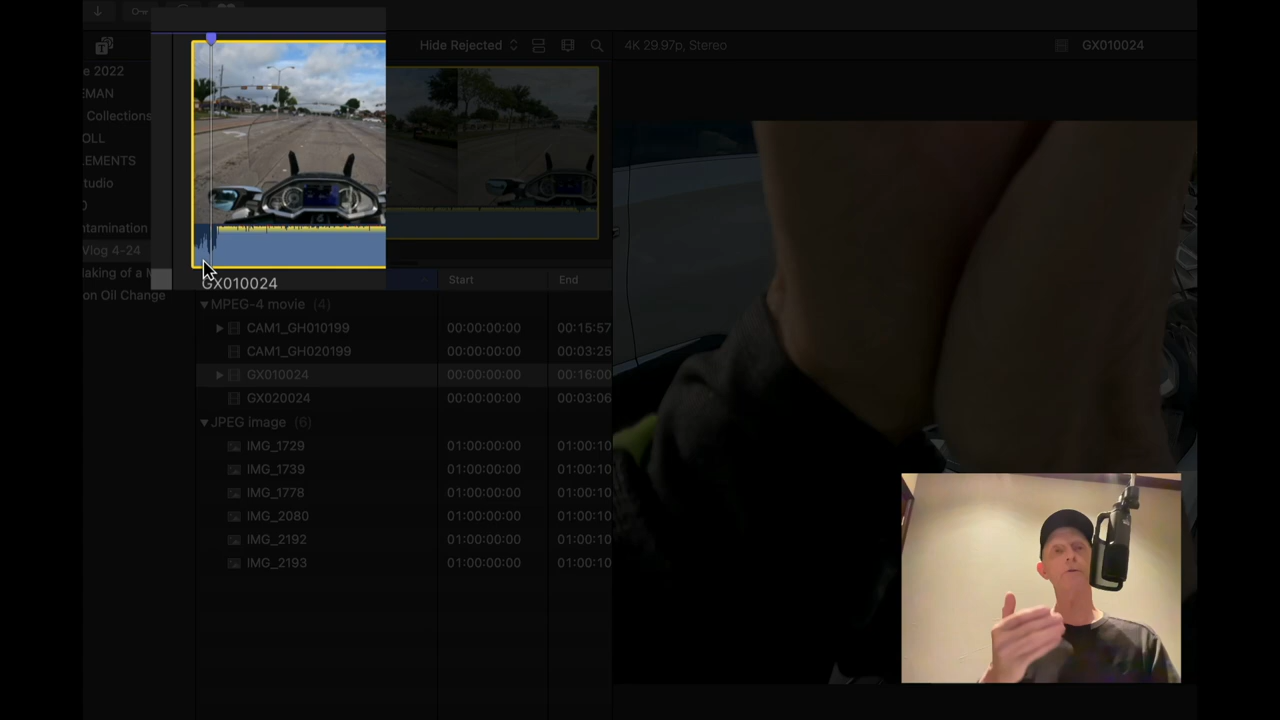 Hide Rejected
4K 29.97p, Stereo
GX010024
e 2022
EMAN
Collections
OLL
LEMENTS
tudio
ntamination
Vlog 4-24
laking of a M
on Oil Change
GX010024
Start
End
MPEG-4 movie (4)
CAM1_GH010199 00:00:00:00 00:15:57
CAM1_GH020199 00:00:00:00 00:03:25
GX010024 00:00:00:00 00:16:00
GX020024 00:00:00:00 00:03:06
JPEG image (6)
IMG_1729 01:00:00:00 01:00:10
IMG_1739 01:00:00:00 01:00:10
IMG_1778 01:00:00:00 01:00:10
IMG_2080 01:00:00:00 01:00:10
IMG_2192 01:00:00:00 01:00:10
IMG_2193 01:00:00:00 01:00:10